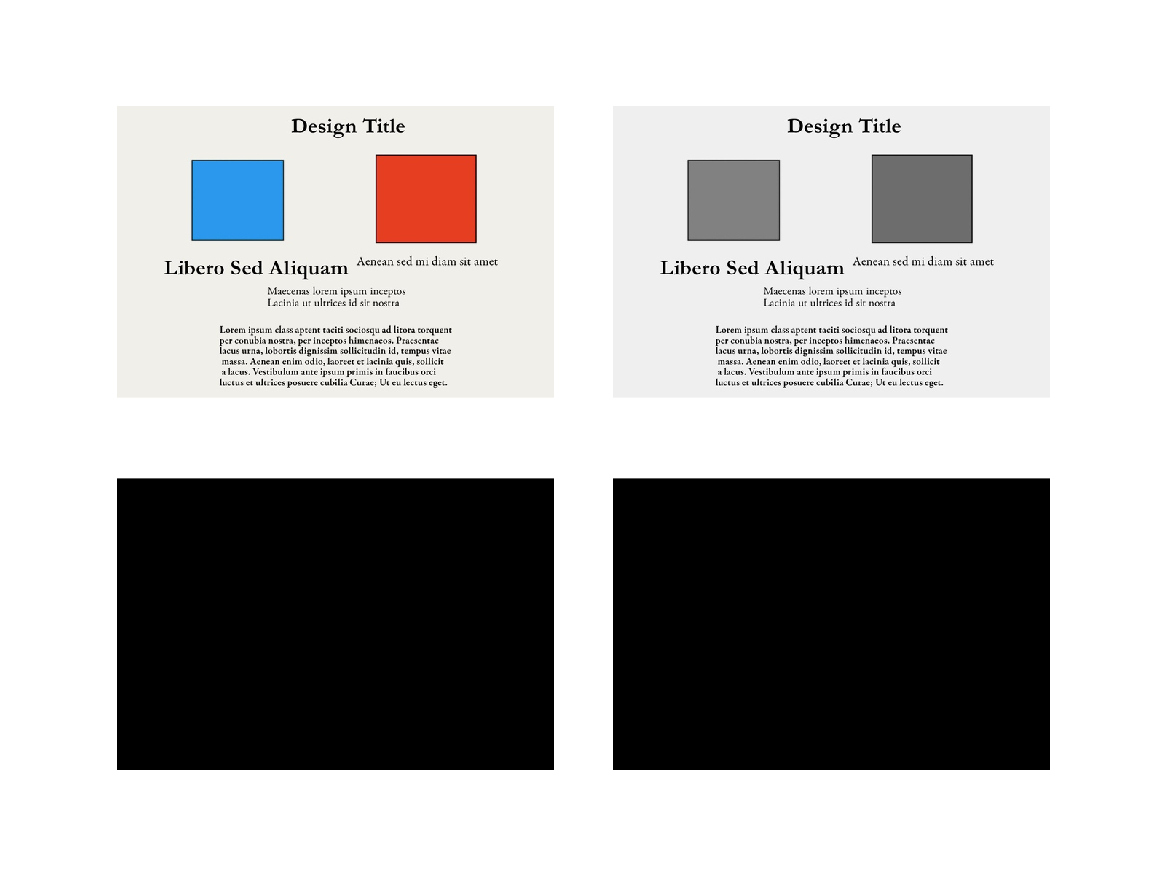 Design Title
Libero Sed Aliquam
Aenean sed mi diam sit amet
Maecenas lorem ipsum inceptos
Lacinia ut ultrices id sit nostra
Lorem ipsum class aptent taciti sociosqu ad litora torquent
per conubia nostra, per inceptos himenaeos. Praesentae
lacus urna, lobortis dignissim sollicitudin id, tempus vitae
massa. Aenean enim odio, laoreet et lacinia quis, sollicit
a lacus. Vestibulum ante ipsum primis in faucibus orci
luctus et ultrices posuere cubilia Curae; Ut eu lectus eget.
Design Title
Libero Sed Aliquam
Aenean sed mi diam sit amet
Maecenas lorem ipsum inceptos
Lacinia ut ultrices id sit nostra
Lorem ipsum class aptent taciti sociosqu ad litora torquent
per conubia nostra, per inceptos himenaeos. Praesentae
lacus urna, lobortis dignissim sollicitudin id, tempus vitae
massa. Aenean enim odio, laoreet et lacinia quis, sollicit
a lacus. Vestibulum ante ipsum primis in faucibus orci
luctus et ultrices posuere cubilia Curae; Ut eu lectus eget.